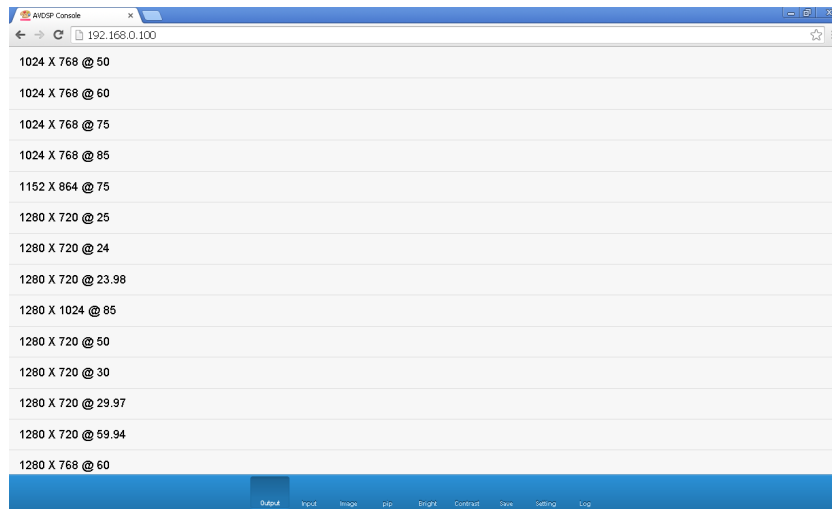 AVDSP Console
192.168.0.100
1024 X 768 @ 50
1024 X 768 @ 60
1024 X 768 @ 75
1024 X 768 @ 85
1152 X 864 @ 75
1280 X 720 @ 25
1280 X 720 @ 24
1280 X 720 @ 23.98
1280 X 1024 @ 85
1280 X 720 @ 50
1280 X 720 @ 30
1280 X 720 @ 29.97
1280 X 720 @ 59.94
1280 X 768 @ 60
Output Input Image pip Bright Contrast Save Setting Log